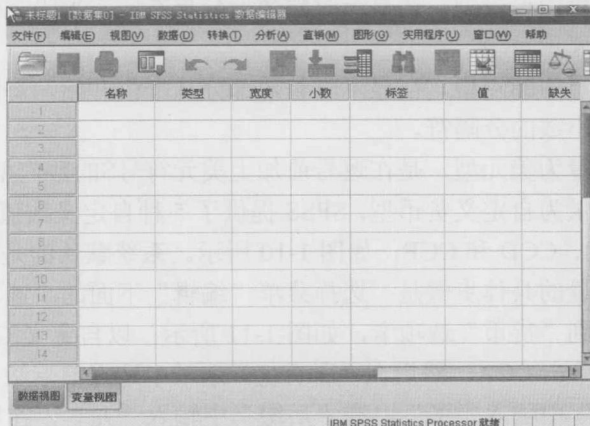 未标题1 [数据集0] - IBM SPSS Statistics 数据编辑器
文件(F) 编辑(E) 视图(V) 数据(D) 转换(T) 分析(A) 直销(M) 图形(G) 实用程序(U) 窗口(W) 帮助
名称 类型 宽度 小数 标签 值 缺失
1
2
3
4
5
6
7
8
9
10
11
12
13
14
数据视图 变量视图
IBM SPSS Statistics Processor 就绪